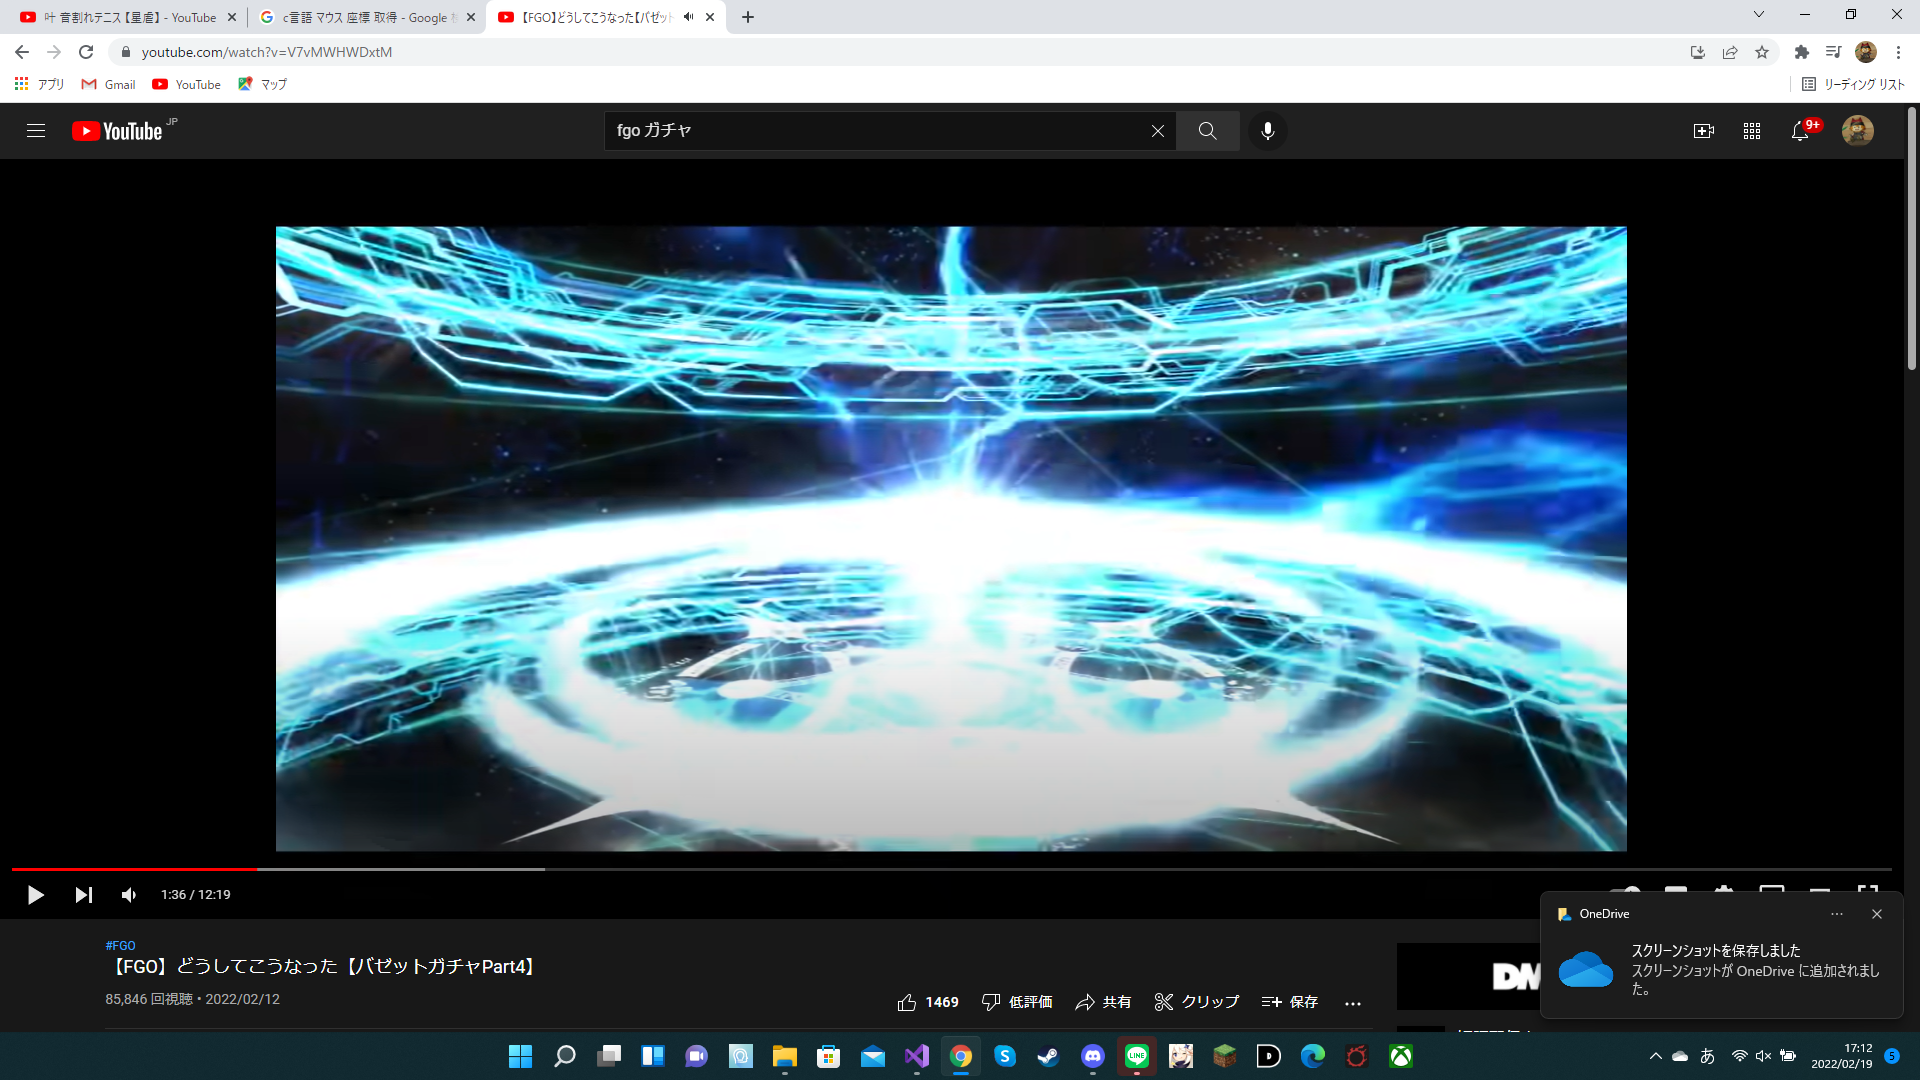 叶 音割れテニス【星虐】 - YouTube
c言語 マウス 座標 取得 - Google 検
【FGO】どうしてこうなった【バゼット
youtube.com/watch?v=V7vMWHWDxtM
アプリ
Gmail
YouTube
マップ
リーディング リスト
YouTube JP
fgo ガチャ
9+
1:36 / 12:19
#FGO
【FGO】どうしてこうなった【バゼットガチャPart4】
85,846 回視聴・2022/02/12
1469
低評価
共有
クリップ
保存
DM
OneDrive
スクリーンショットを保存しました
スクリーンショットが OneDrive に追加されまし
た。
LINE
あ
17:12
2022/02/19
5